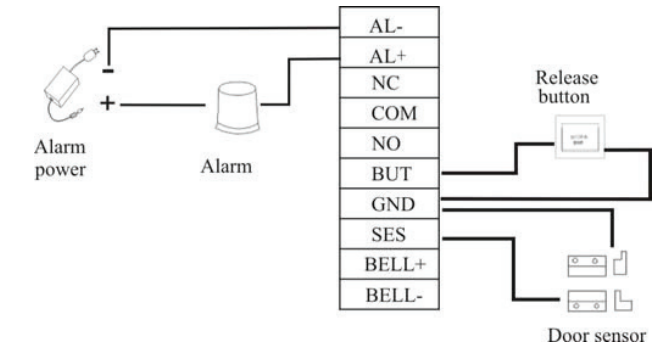 AL-
AL+
NC
COM
NO
BUT
GND
SES
BELL+
BELL-
-
+
Alarm
power
Alarm
Release
button
Door sensor